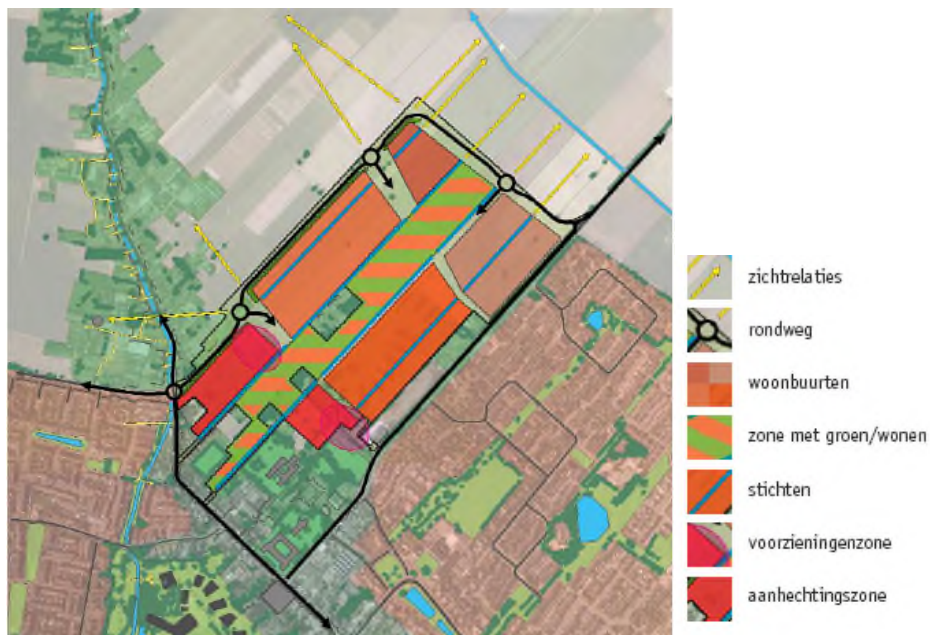 zichtrelaties
rondweg
woonbuurten
zone met groen/wonen
stichten
voorzieningenzone
aanhechtingszone